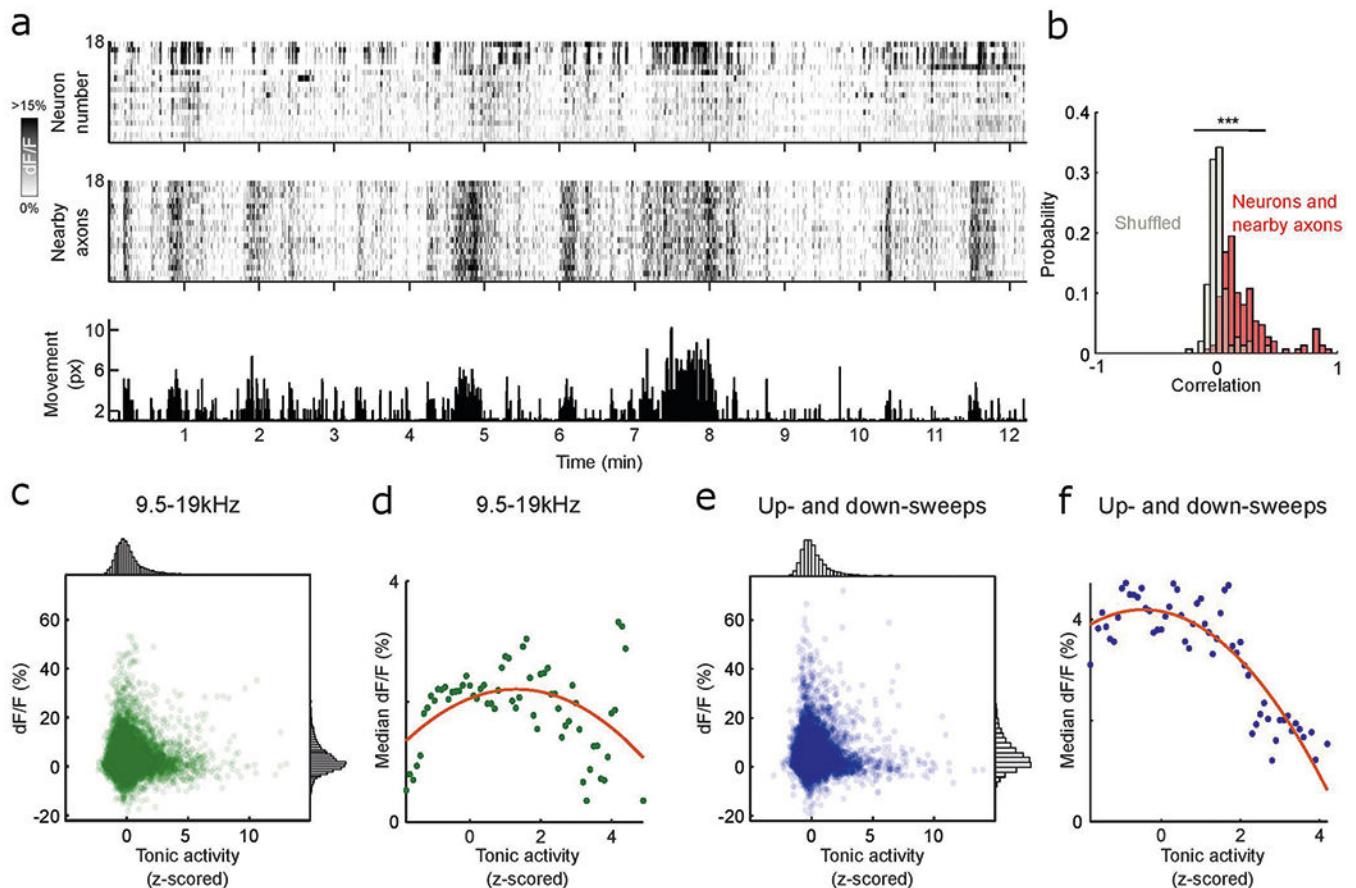 a
18
Neuron
number
>15%
dF/F
0%
18
Nearby
axons
Movement
(px)
10
6
2
1 2 3 4 5 6 7 8 9 10 11 12
Time (min)
b
0.4
0.3
0.2
0.1
0
Probability
***
Shuffled
Neurons and
nearby axons
-1 0 1
Correlation
c
9.5-19kHz
60
40
20
0
-20
dF/F (%)
0 5 10
Tonic activity
(z-scored)
d
9.5-19kHz
4
0
Median dF/F (%)
0 2 4
Tonic activity
(z-scored)
e
Up- and down-sweeps
60
40
20
0
-20
dF/F (%)
0 5 10
Tonic activity
(z-scored)
f
Up- and down-sweeps
4
0
Median dF/F (%)
0 2 4
Tonic activity
(z-scored)